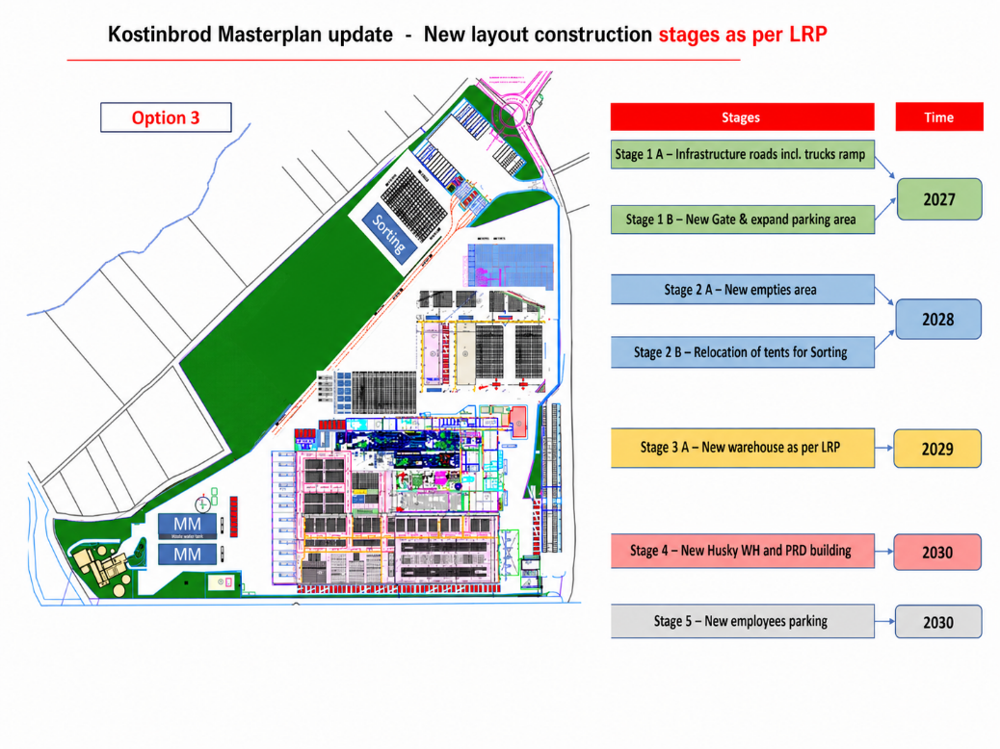 Kostinbrod Masterplan update - New layout construction stages as per LRP
Option 3
Stages
Time
Stage 1 A – Infrastructure roads incl. trucks ramp
2027
Stage 1 B – New Gate & expand parking area
Sorting
Stage 2 A – New empties area
2028
Stage 2 B – Relocation of tents for Sorting
Stage 3 A – New warehouse as per LRP
2029
MM
Waste water tank
MM
Stage 4 – New Husky WH and PRD building
2030
Stage 5 – New employees parking
2030